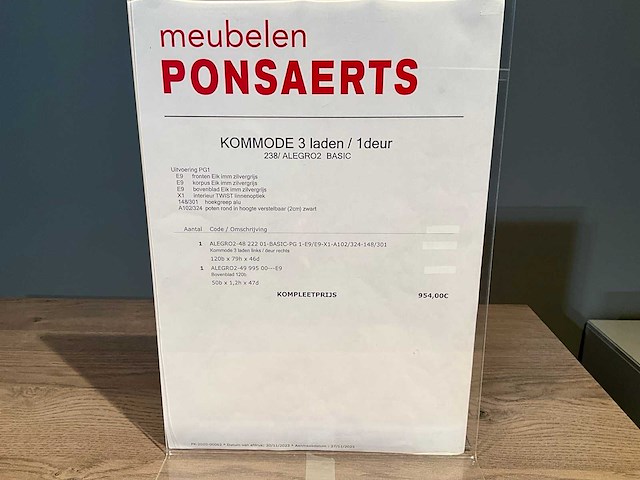 meubelen
PONSAERTS
KOMMODE 3 laden / 1deur
238/ ALEGRO2 BASIC
Uitvoering PG1
E9 fronten Eik imm zilvergrijs
E9 korpus Eik imm zilvergrijs
E9 bovenblad Eik imm zilvergrijs
X1 interieur TWIST linnenoptiek
148/301 hoekgreep alu
A102/324 poten rond in hoogte verstelbaar (2cm) zwart
Aantal Code / Omschrijving
1 ALEGRO2-48 222 01-BASIC-PG 1-E9/E9-X1-A102/324-148/301
Kommode 3 laden links / deur rechts
120b x 79h x 46d
1 ALEGRO2-49 995 00---E9
Bovenblad 120b.
50b x 1,2h x 47d
KOMPLEETPRIJS 954,00€